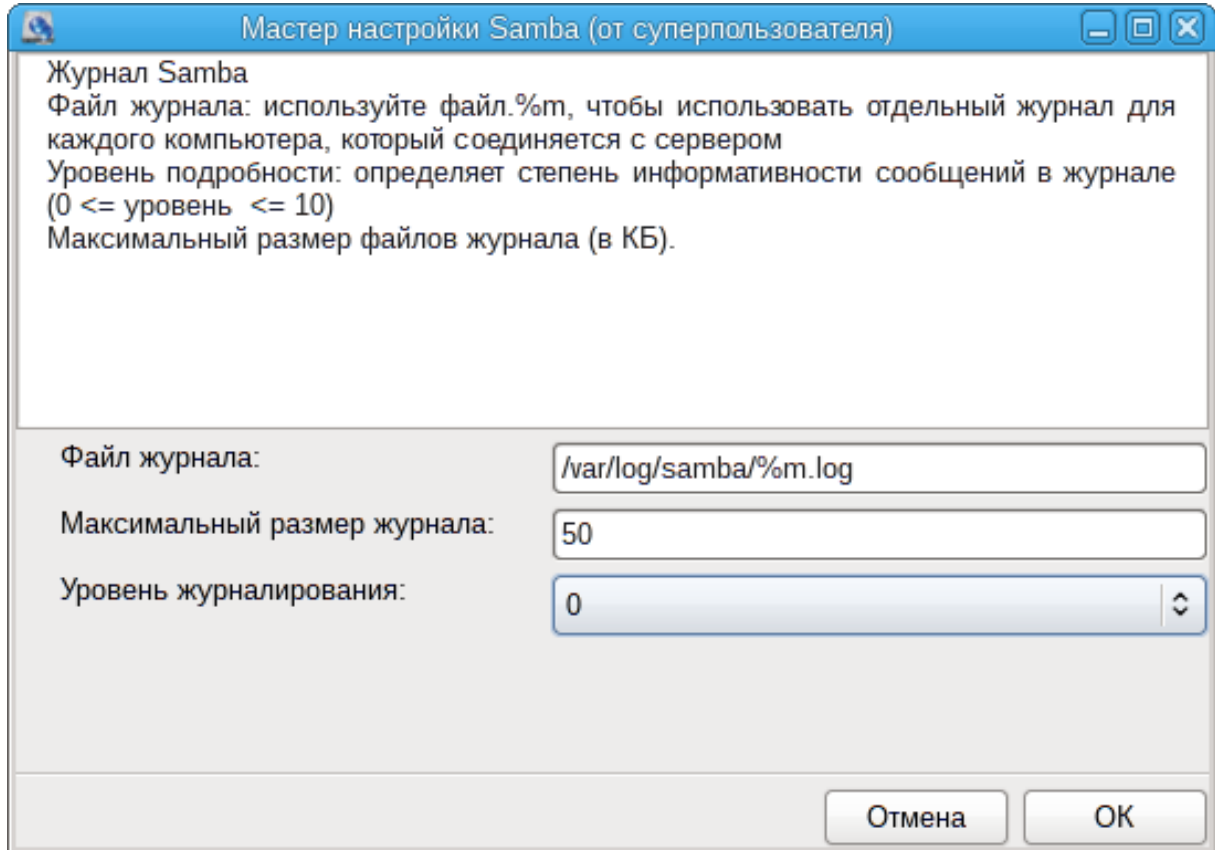 Мастер настройки Samba (от суперпользователя)
Журнал Samba
Файл журнала: используйте файл.%m, чтобы использовать отдельный журнал для
каждого компьютера, который соединяется с сервером
Уровень подробности: определяет степень информативности сообщений в журнале
(0 <= уровень <= 10)
Максимальный размер файлов журнала (в КБ).
Файл журнала:
/var/log/samba/%m.log
Максимальный размер журнала:
50
Уровень журналирования:
0
Отмена
ОК